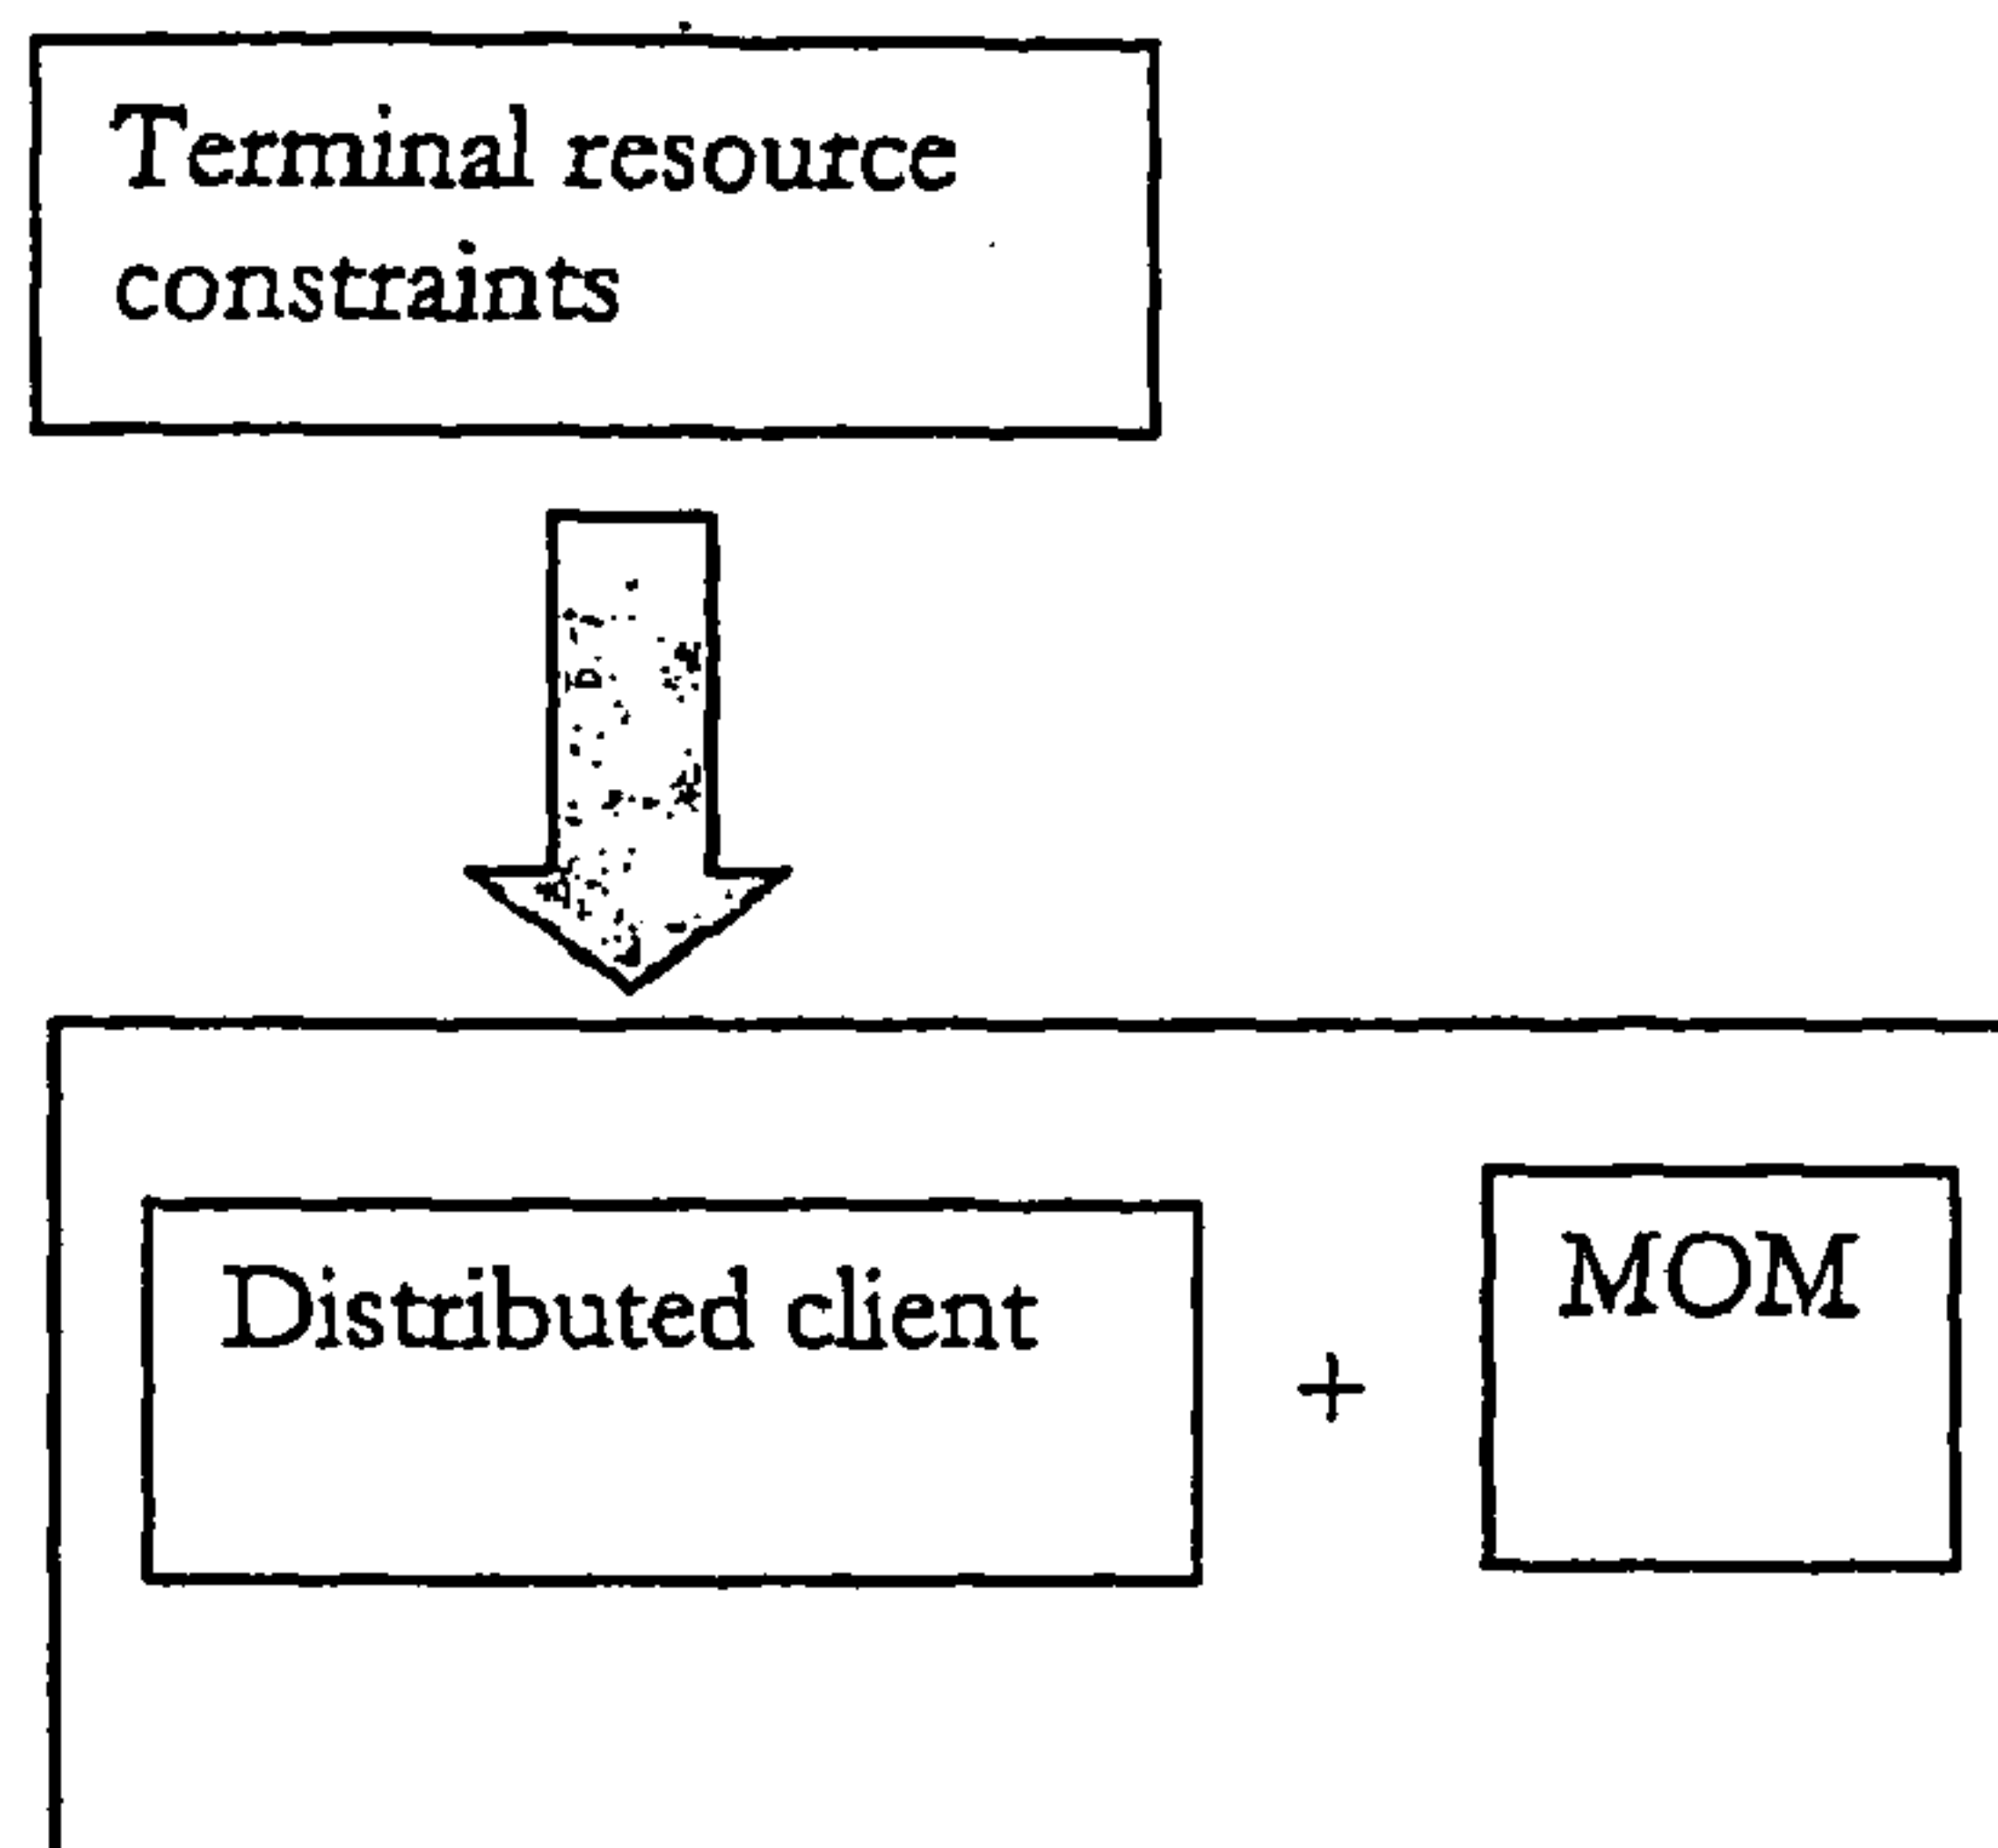 Terminal resource
constraints
Distributed client
+
MOM